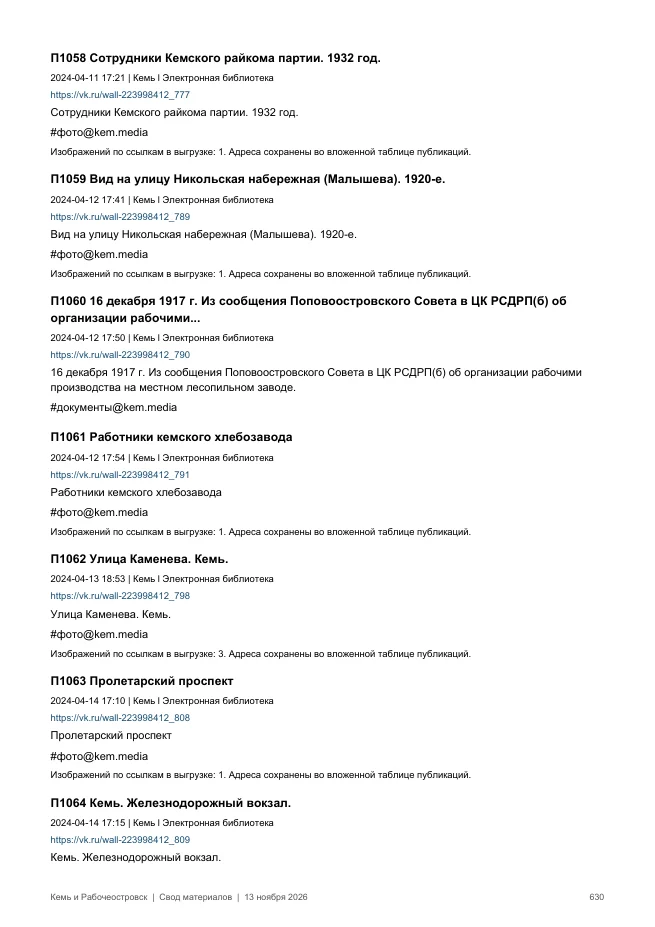 П1058 Сотрудники Кемского райкома партии. 1932 год.
2024-04-11 17:21 | Кемь I Электронная библиотека
https://vk.ru/wall-223998412_777
Сотрудники Кемского райкома партии. 1932 год.
#фото@kem.media
Изображений по ссылкам в выгрузке: 1. Адреса сохранены во вложенной таблице публикаций.
П1059 Вид на улицу Никольская набережная (Малышева). 1920-е.
2024-04-12 17:41 | Кемь I Электронная библиотека
https://vk.ru/wall-223998412_789
Вид на улицу Никольская набережная (Малышева). 1920-е.
#фото@kem.media
Изображений по ссылкам в выгрузке: 1. Адреса сохранены во вложенной таблице публикаций.
П1060 16 декабря 1917 г. Из сообщения Поповоостровского Совета в ЦК РСДРП(б) об
организации рабочими...
2024-04-12 17:50 | Кемь I Электронная библиотека
https://vk.ru/wall-223998412_790
16 декабря 1917 г. Из сообщения Поповоостровского Совета в ЦК РСДРП(б) об организации рабочими
производства на местном лесопильном заводе.
#документы@kem.media
П1061 Работники кемского хлебозавода
2024-04-12 17:54 | Кемь I Электронная библиотека
https://vk.ru/wall-223998412_791
Работники кемского хлебозавода
#фото@kem.media
Изображений по ссылкам в выгрузке: 1. Адреса сохранены во вложенной таблице публикаций.
П1062 Улица Каменева. Кемь.
2024-04-13 18:53 | Кемь I Электронная библиотека
https://vk.ru/wall-223998412_798
Улица Каменева. Кемь.
#фото@kem.media
Изображений по ссылкам в выгрузке: 3. Адреса сохранены во вложенной таблице публикаций.
П1063 Пролетарский проспект
2024-04-14 17:10 | Кемь I Электронная библиотека
https://vk.ru/wall-223998412_808
Пролетарский проспект
#фото@kem.media
Изображений по ссылкам в выгрузке: 1. Адреса сохранены во вложенной таблице публикаций.
П1064 Кемь. Железнодорожный вокзал.
2024-04-14 17:15 | Кемь I Электронная библиотека
https://vk.ru/wall-223998412_809
Кемь. Железнодорожный вокзал.
Кемь и Рабочеостровск | Свод материалов | 13 ноября 2026 630